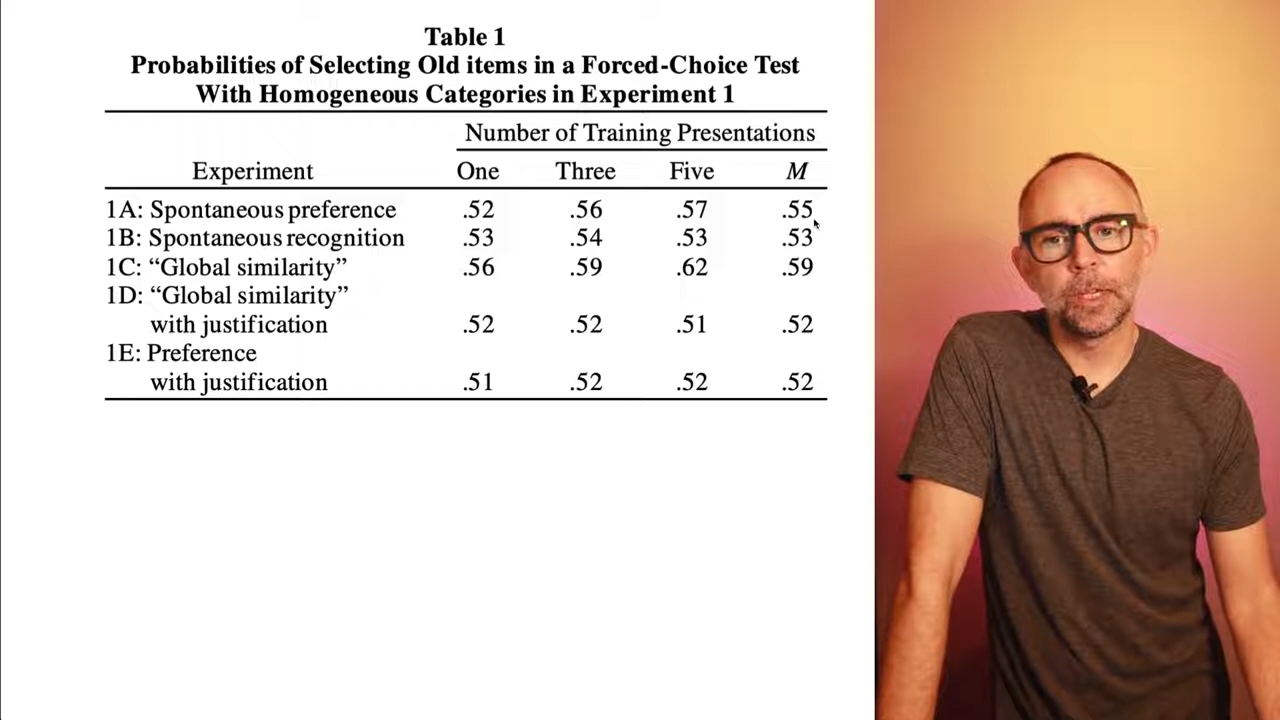 Table 1
Probabilities of Selecting Old items in a Forced-Choice Test
With Homogeneous Categories in Experiment 1
Number of Training Presentations
Experiment One Three Five M
1A: Spontaneous preference .52 .56 .57 .55
1B: Spontaneous recognition .53 .54 .53 .53
1C: “Global similarity” .56 .59 .62 .59
1D: “Global similarity”
with justification .52 .52 .51 .52
1E: Preference
with justification .51 .52 .52 .52